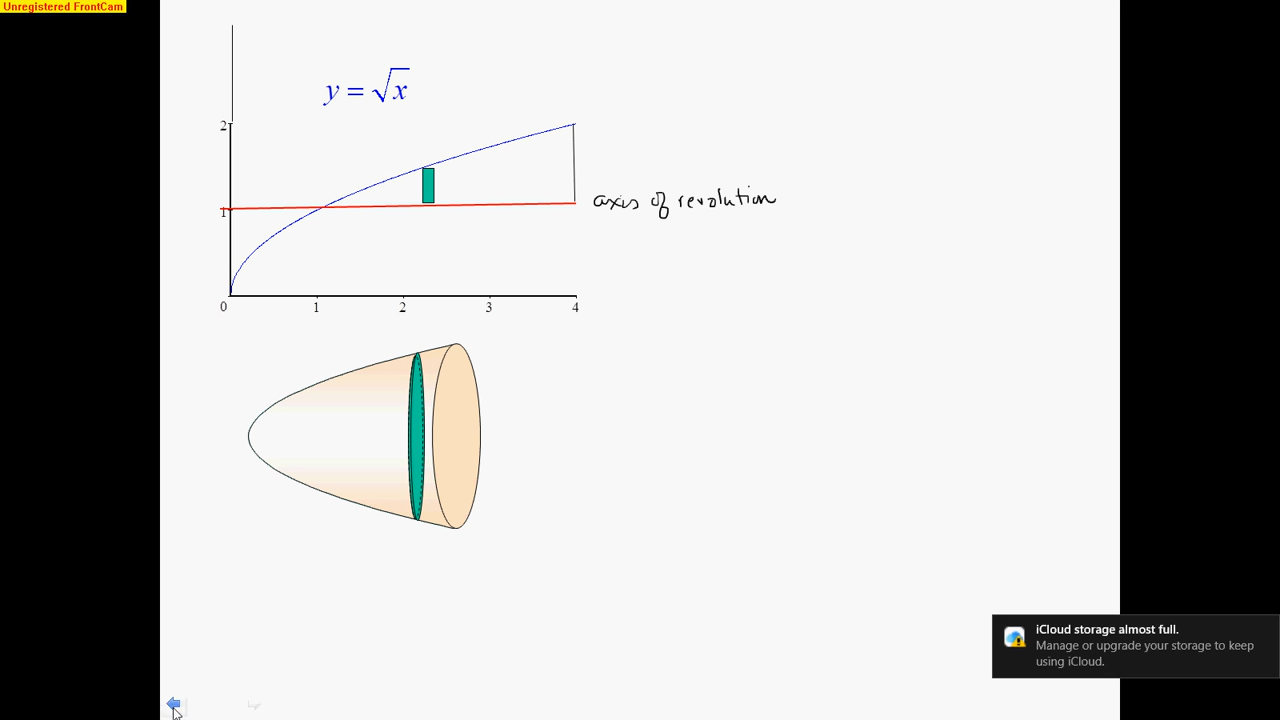 Unregistered FrontCam
y = √x
2
1
axis of revolution
0 1 2 3 4
iCloud storage almost full.
Manage or upgrade your storage to keep
using iCloud.